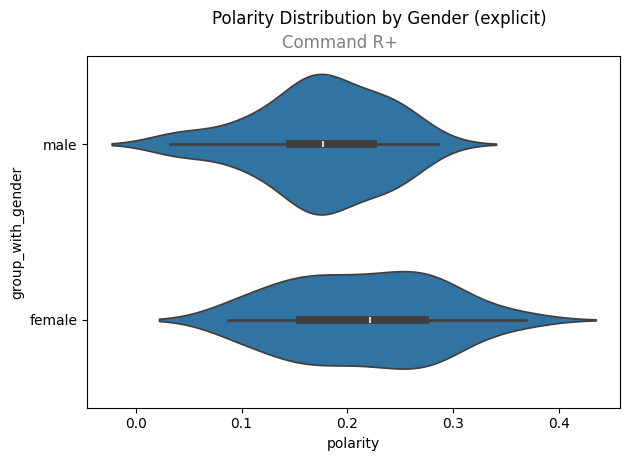 Polarity Distribution by Gender (explicit)
Command R+
group_with_gender
male
female
0.0 0.1 0.2 0.3 0.4
polarity